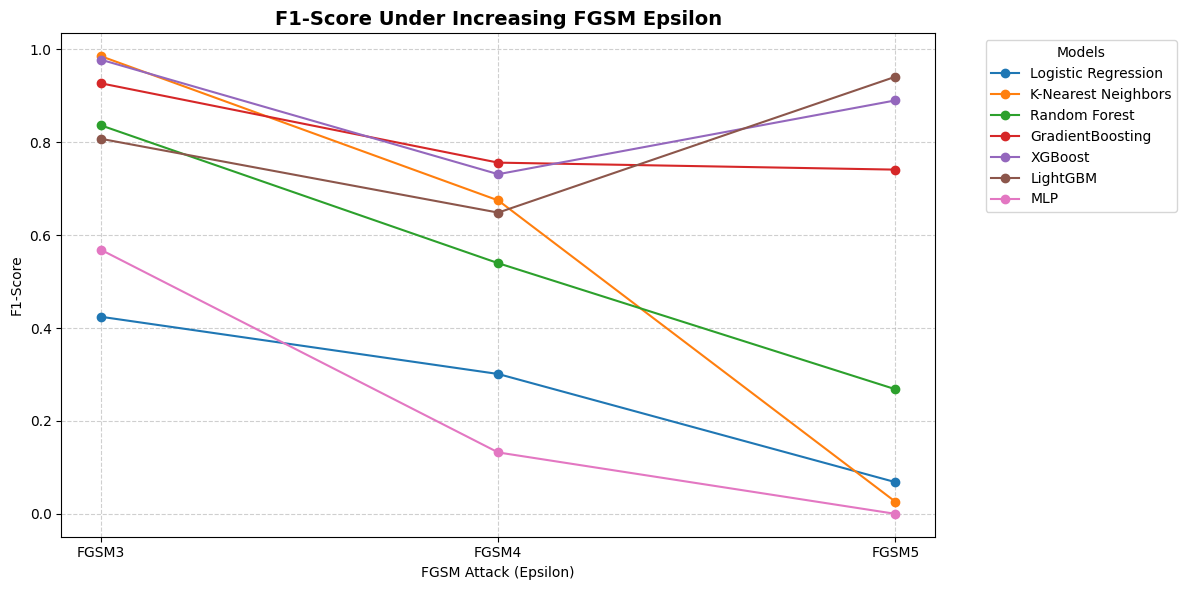 F1-Score Under Increasing FGSM Epsilon
1.0
0.8
0.6
0.4
0.2
0.0
F1-Score
FGSM3
FGSM4
FGSM5
FGSM Attack (Epsilon)
Models
Logistic Regression
K-Nearest Neighbors
Random Forest
GradientBoosting
XGBoost
LightGBM
MLP